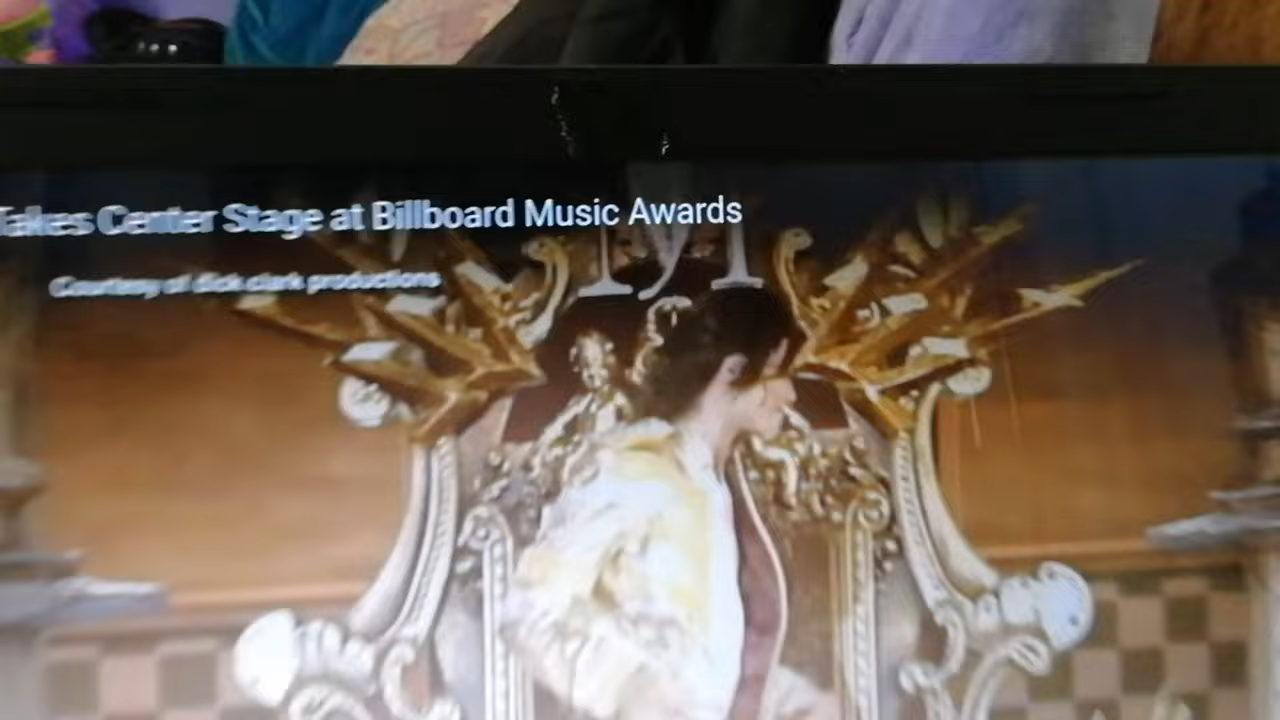 Takes Center Stage at Billboard Music Awards
Courtesy of dick clark productions